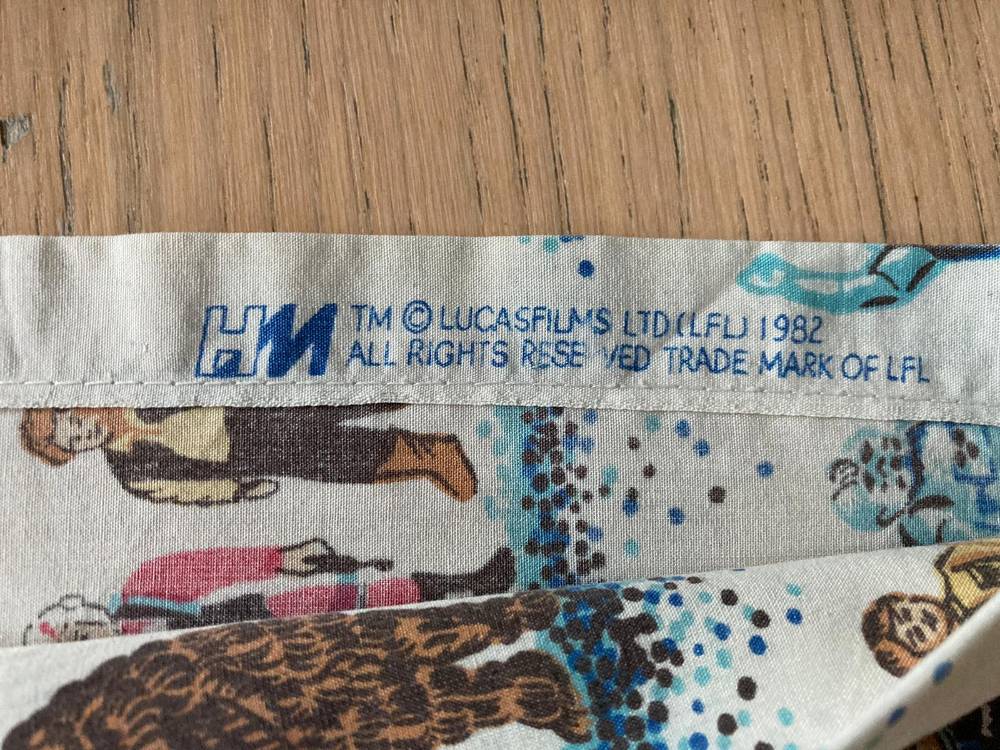 HM TM © LUCASFILMS LTD (LFL) 1982
ALL RIGHTS RESE VED TRADE MARK OF LFL